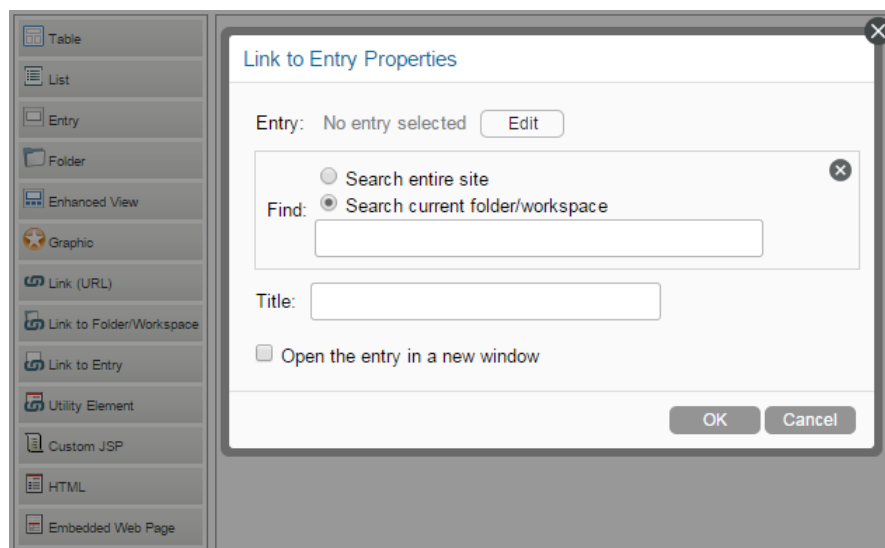 Table
List
Entry
Folder
Enhanced View
Graphic
Link (URL)
Link to Folder/Workspace
Link to Entry
Utility Element
Custom JSP
HTML
Embedded Web Page
Link to Entry Properties
Entry: No entry selected Edit
Search entire site
Find: Search current folder/workspace
Title:
Open the entry in a new window
OK Cancel